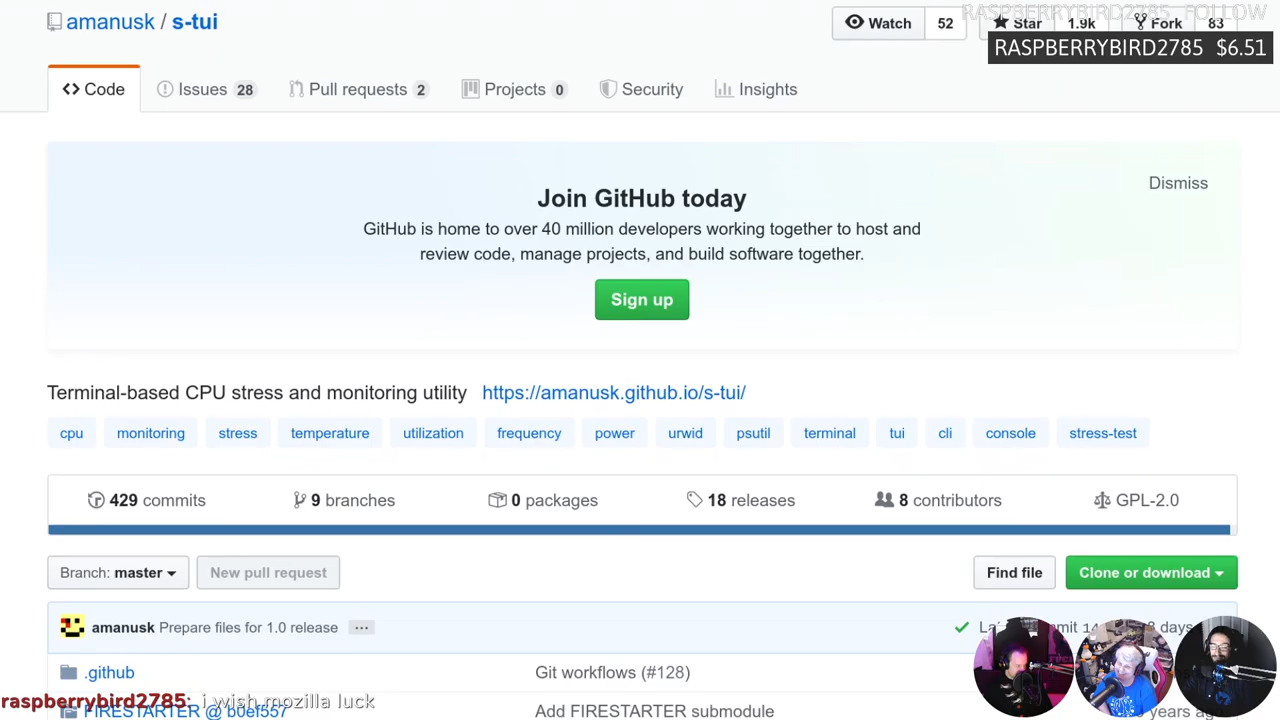 amanusk / s-tui
Watch 52
Star 1.9k
Fork 83
RASPBERRYBIRD2785 FOLLOW
RASPBERRYBIRD2785 $6.51
Code
Issues 28
Pull requests 2
Projects 0
Security
Insights
Join GitHub today
Dismiss
GitHub is home to over 40 million developers working together to host and
review code, manage projects, and build software together.
Sign up
Terminal-based CPU stress and monitoring utility https://amanusk.github.io/s-tui/
cpu monitoring stress temperature utilization frequency power urwid psutil terminal tui cli console stress-test
429 commits
9 branches
0 packages
18 releases
8 contributors
GPL-2.0
Branch: master
New pull request
Find file
Clone or download
amanusk Prepare files for 1.0 release
days
.github
Git workflows (#128)
raspberrybird2785: i wish mozilla luck
FIRESTARTER @ b0ef557
Add FIRESTARTER submodule
years